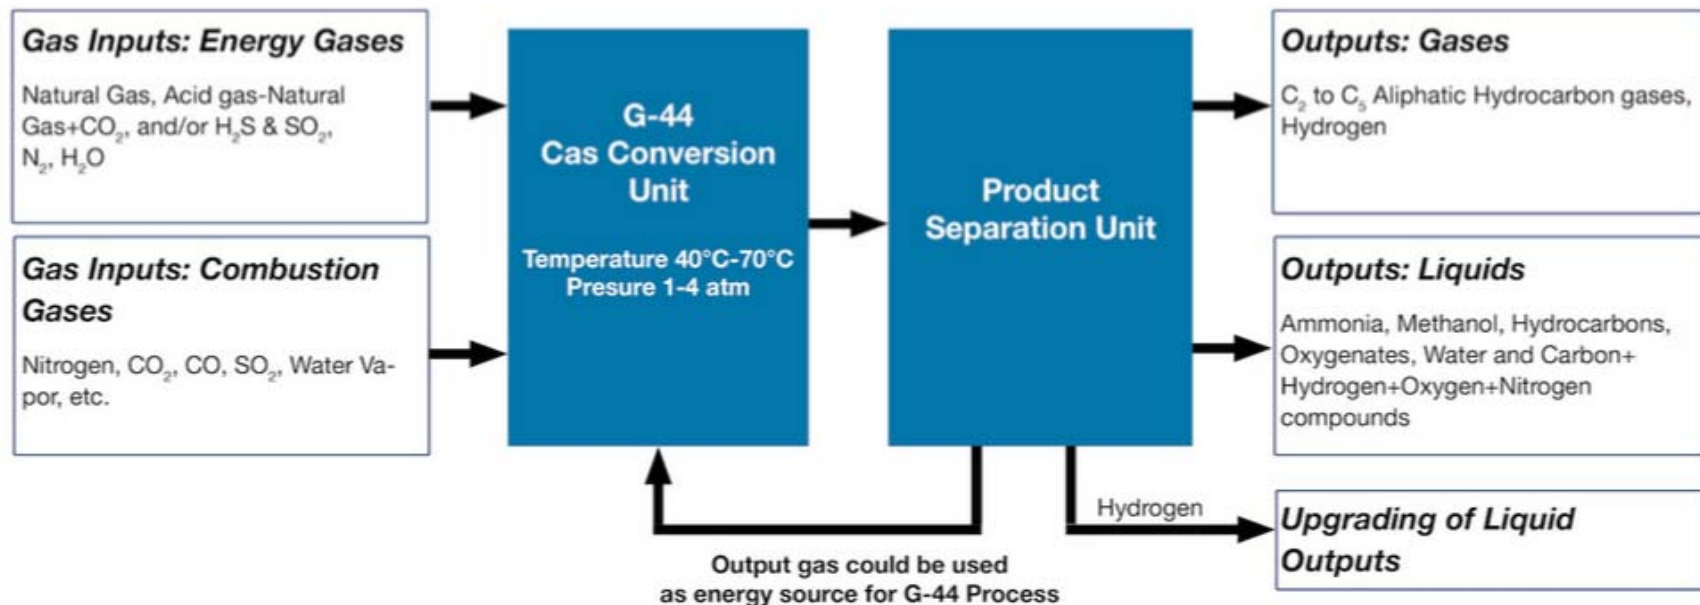 Gas Inputs: Energy Gases
Natural Gas, Acid gas-Natural
Gas+CO₂, and/or H₂S & SO₂,
N₂, H₂O
Gas Inputs: Combustion
Gases
Nitrogen, CO₂, CO, SO₂, Water Va-
por, etc.
G-44
Cas Conversion
Unit
Temperature 40°C-70°C
Presure 1-4 atm
Product
Separation Unit
Outputs: Gases
C₂ to C₅ Aliphatic Hydrocarbon gases,
Hydrogen
Outputs: Liquids
Ammonia, Methanol, Hydrocarbons,
Oxygenates, Water and Carbon+
Hydrogen+Oxygen+Nitrogen
compounds
Hydrogen
Upgrading of Liquid
Outputs
Output gas could be used
as energy source for G-44 Process